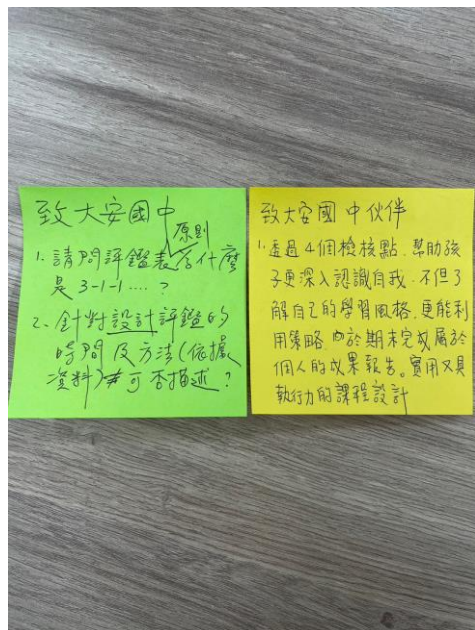 致大安國中
原則
1. 請問評鑑表為什麼
是3-1-1....?
2. 針對設計評鑑的
時間及方法(依據
資料)可否描述?
致大安國中伙伴
1. 透過4個檢核點.幫助孩
子更深入認識自我.不但了
解自己的學習風格.更能利
用策略.由於期末完成屬於
個人的成果報告。實用又具
執行力的課程設計